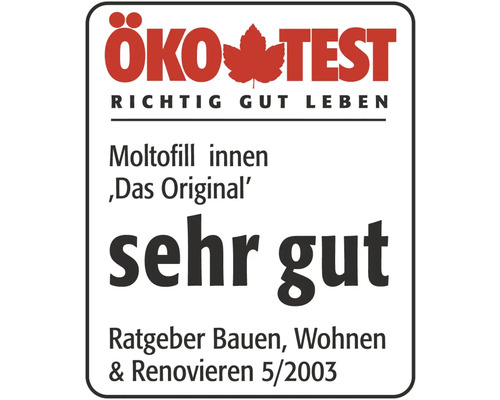 ÖKO TEST
RICHTIG GUT LEBEN
Moltofill innen
‚Das Original’
sehr gut
Ratgeber Bauen, Wohnen
& Renovieren 5/2003